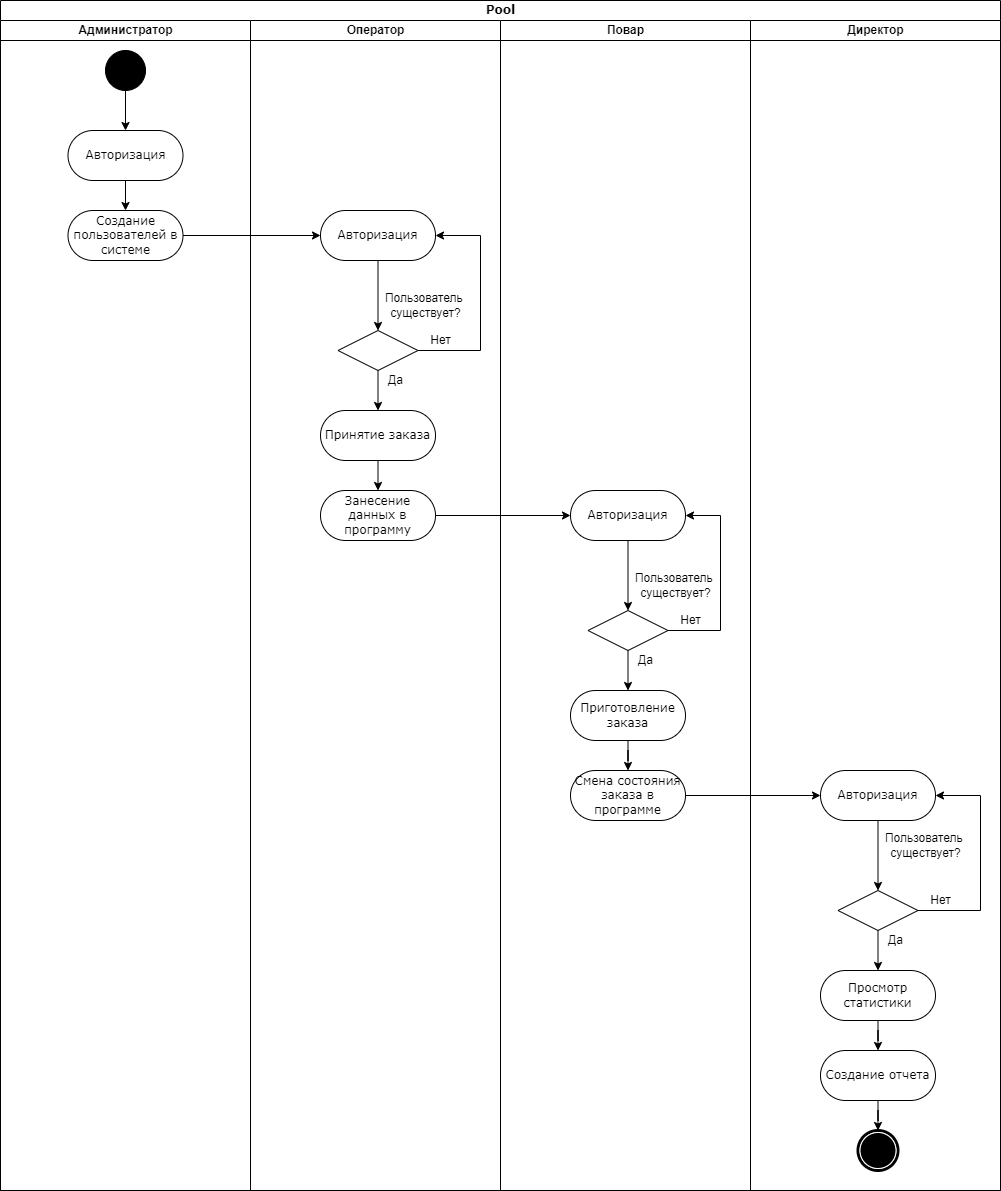 Pool
Администратор
Оператор
Повар
Директор
Авторизация
Создание
пользователей в
системе
Авторизация
Пользователь
существует?
Нет
Да
Принятие заказа
Занесение
данных в
программу
Авторизация
Пользователь
существует?
Нет
Да
Приготовление
заказа
Смена состояния
заказа в
программе
Авторизация
Пользователь
существует?
Нет
Да
Просмотр
статистики
Создание отчета